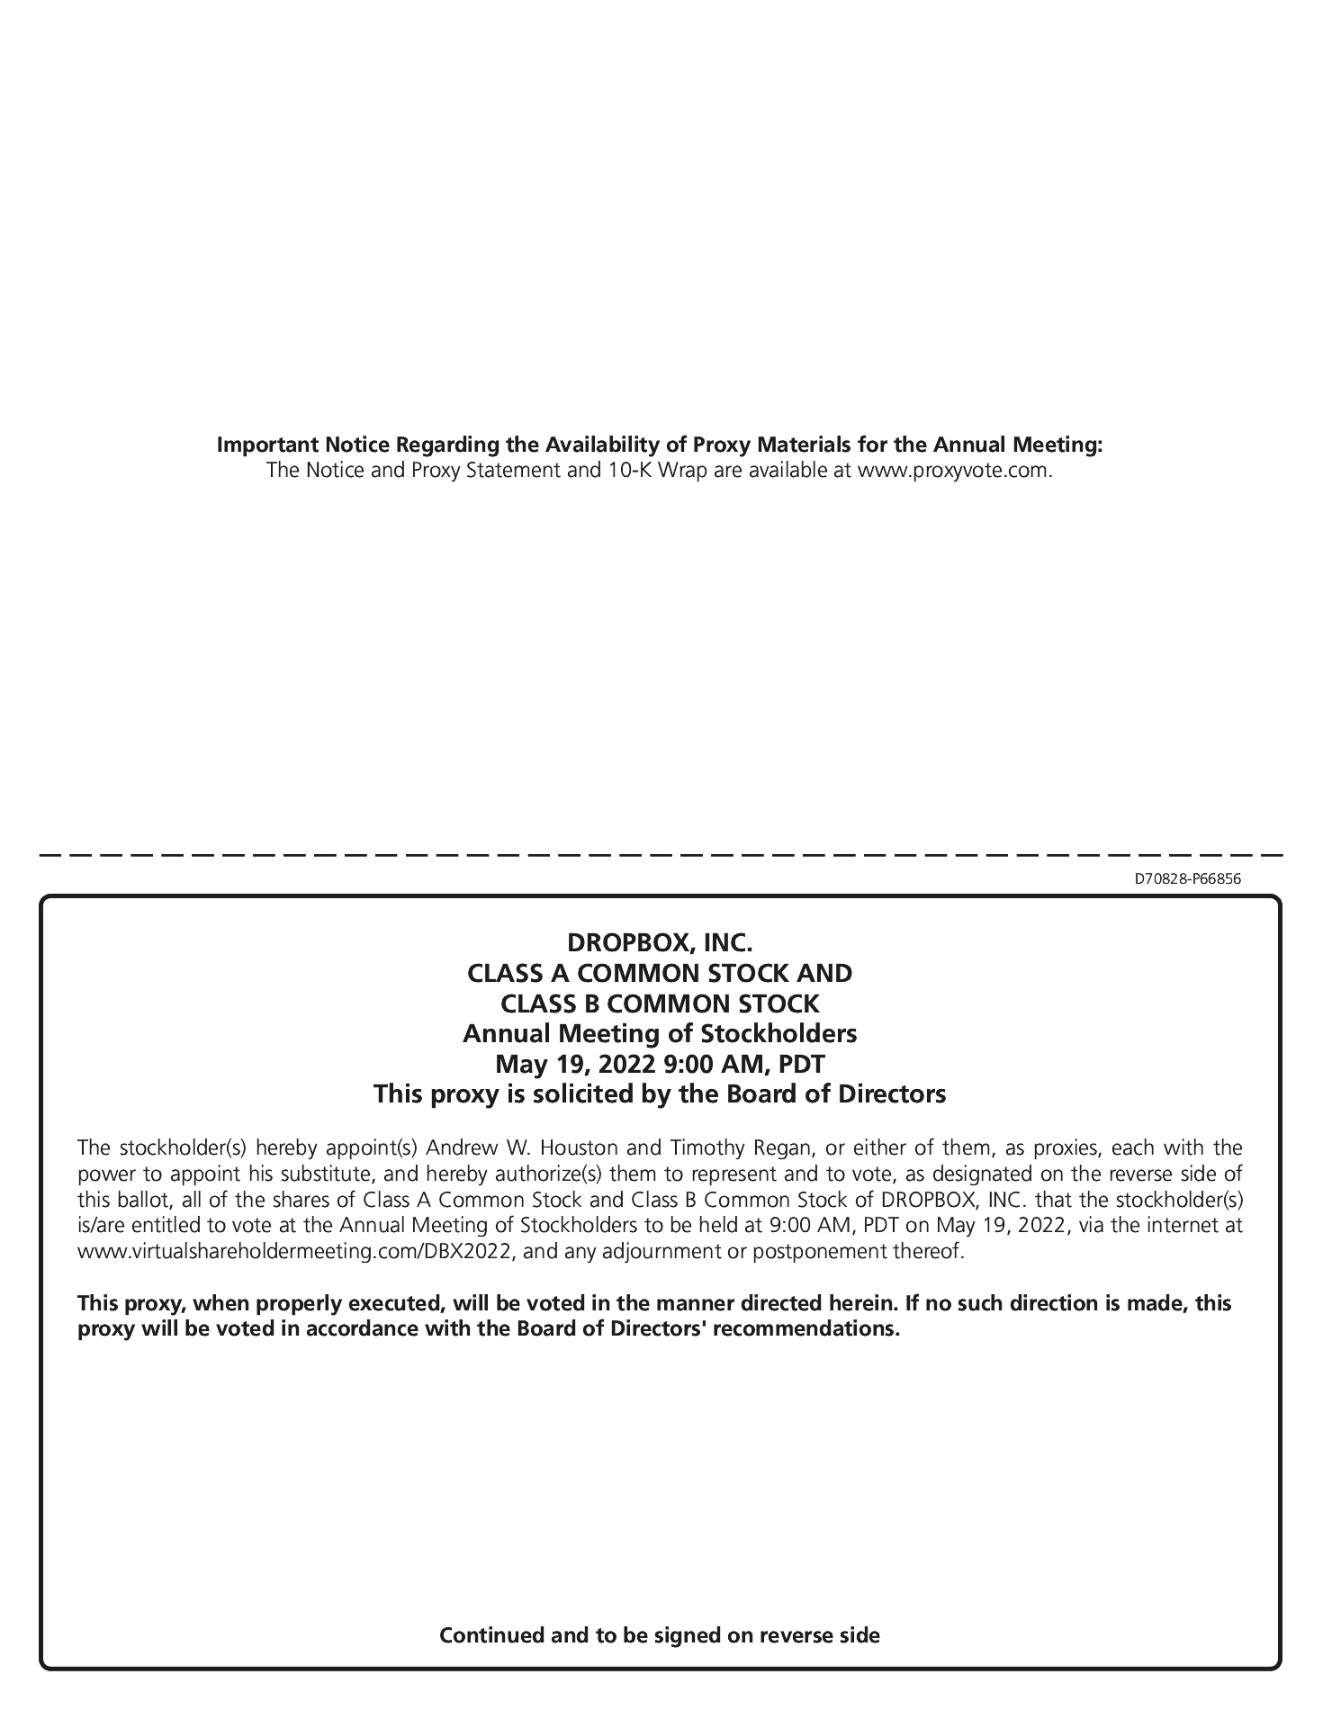 Important Notice Regarding the Availability of Proxy Materials for the Annual Meeting:
The Notice and Proxy Statement and 10-K Wrap are available at www.proxyvote.com.
D70828-P66856
DROPBOX, INC.
CLASS A COMMON STOCK AND
CLASS B COMMON STOCK
Annual Meeting of Stockholders
May 19, 2022 9:00 AM, PDT
This proxy is solicited by the Board of Directors
The stockholder(s) hereby appoint(s) Andrew W. Houston and Timothy Regan, or either of them, as proxies, each with the
power to appoint his substitute, and hereby authorize(s) them to represent and to vote, as designated on the reverse side of
this ballot, all of the shares of Class A Common Stock and Class B Common Stock of DROPBOX, INC. that the stockholder(s)
is/are entitled to vote at the Annual Meeting of Stockholders to be held at 9:00 AM, PDT on May 19, 2022, via the internet at
www.virtualshareholdermeeting.com/DBX2022, and any adjournment or postponement thereof.
This proxy, when properly executed, will be voted in the manner directed herein. If no such direction is made, this
proxy will be voted in accordance with the Board of Directors' recommendations.
Continued and to be signed on reverse side